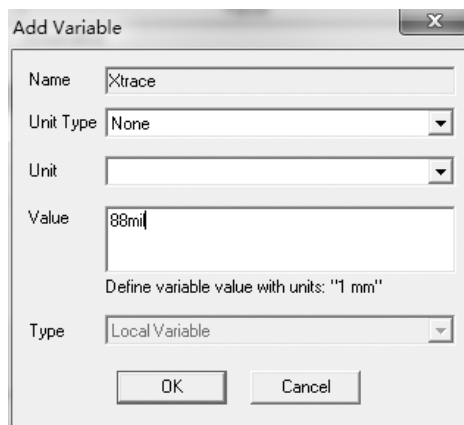 Add Variable
Name Xtrace
Unit Type None
Unit
Value 88mil
Define variable value with units: "1 mm"
Type Local Variable
OK Cancel